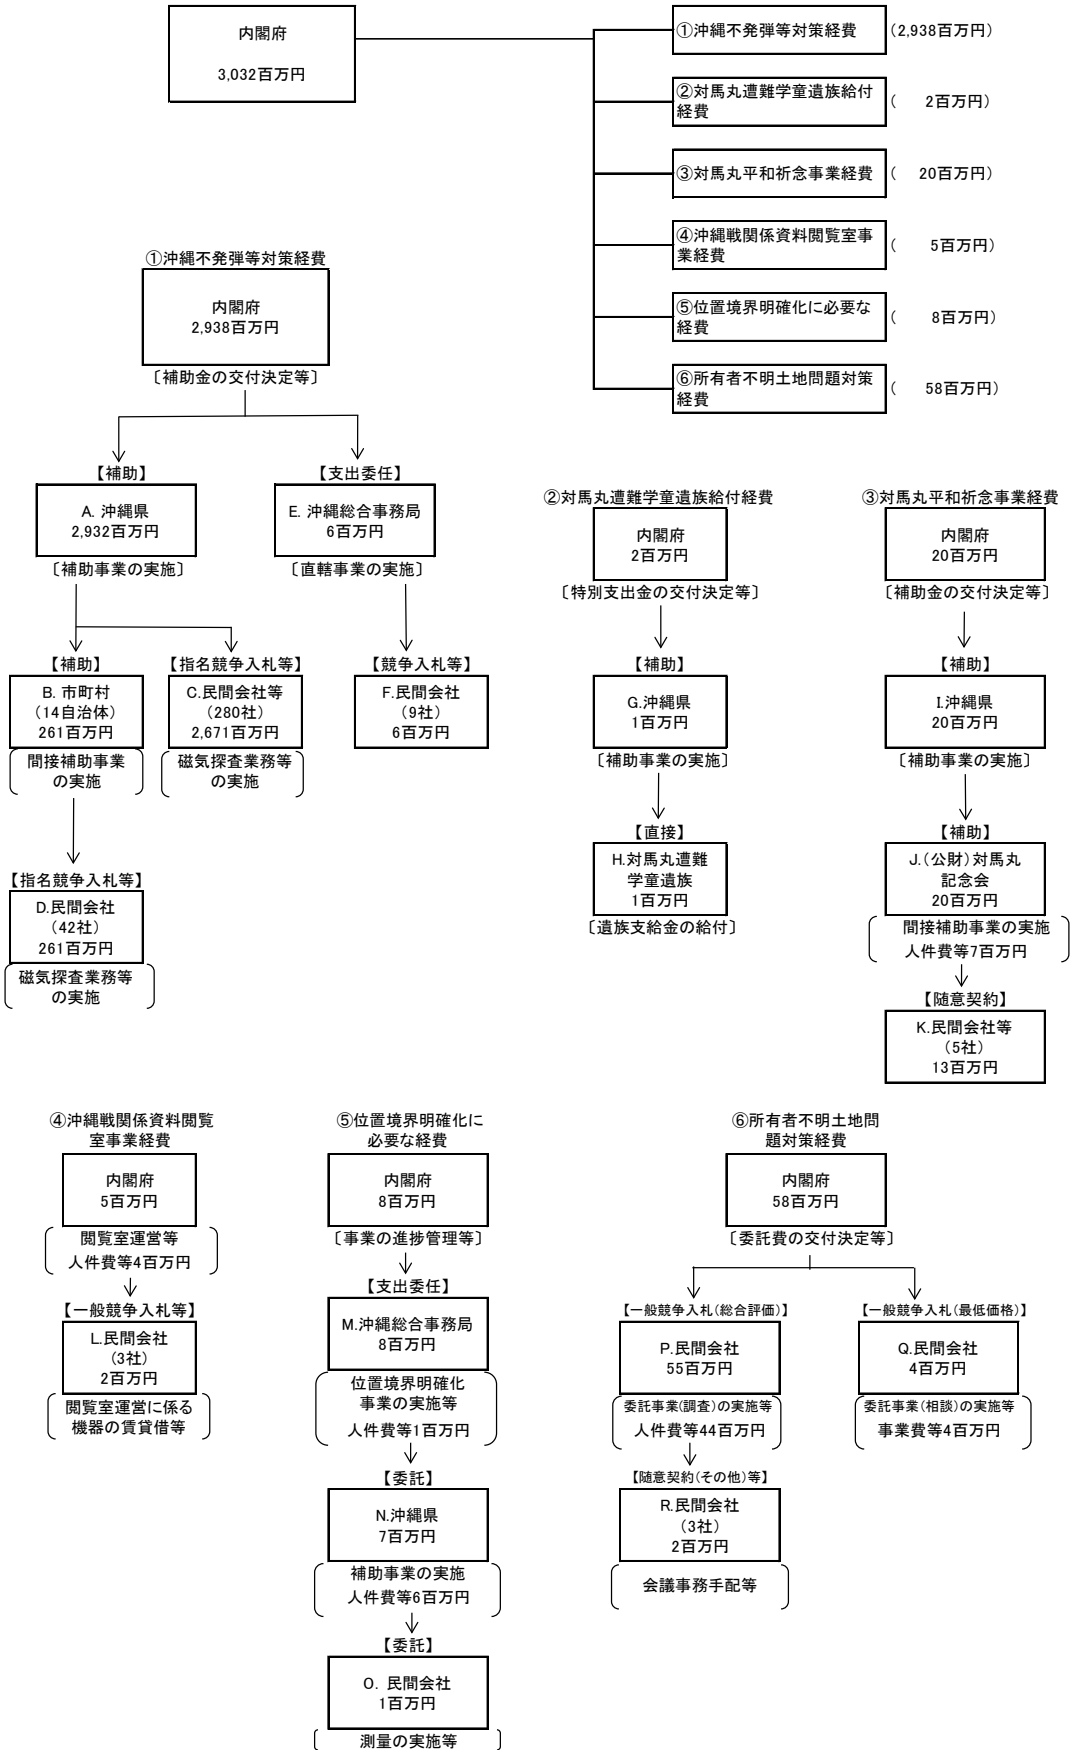 内閣府
3,032百万円
①沖縄不発弾等対策経費
(2,938百万円)
②対馬丸遭難学童遺族給付
経費
( 2百万円)
③対馬丸平和祈念事業経費
( 20百万円)
④沖縄戦関係資料閲覧室事
業経費
( 5百万円)
⑤位置境界明確化に必要な
経費
( 8百万円)
⑥所有者不明土地問題対策
経費
( 58百万円)
①沖縄不発弾等対策経費
内閣府
2,938百万円
〔補助金の交付決定等〕
【補助】
A. 沖縄県
2,932百万円
〔補助事業の実施〕
【支出委任】
E. 沖縄総合事務局
6百万円
〔直轄事業の実施〕
【補助】
B. 市町村
(14自治体)
261百万円
間接補助事業
の実施
【指名競争入札等】
C.民間会社等
(280社)
2,671百万円
磁気探査業務等
の実施
【競争入札等】
F.民間会社
(9社)
6百万円
【指名競争入札等】
D.民間会社
(42社)
261百万円
磁気探査業務等
の実施
②対馬丸遭難学童遺族給付経費
内閣府
2百万円
〔特別支出金の交付決定等〕
【補助】
G.沖縄県
1百万円
〔補助事業の実施〕
【直接】
H.対馬丸遭難
学童遺族
1百万円
〔遺族支給金の給付〕
③対馬丸平和祈念事業経費
内閣府
20百万円
〔補助金の交付決定等〕
【補助】
I.沖縄県
20百万円
〔補助事業の実施〕
【補助】
J.(公財)対馬丸
記念会
20百万円
間接補助事業の実施
人件費等7百万円
【随意契約】
K.民間会社等
(5社)
13百万円
④沖縄戦関係資料閲覧
室事業経費
内閣府
5百万円
閲覧室運営等
人件費等4百万円
【一般競争入札等】
L.民間会社
(3社)
2百万円
閲覧室運営に係る
機器の賃貸借等
⑤位置境界明確化に
必要な経費
内閣府
8百万円
〔事業の進捗管理等〕
【支出委任】
M.沖縄総合事務局
8百万円
位置境界明確化
事業の実施等
人件費等1百万円
【委託】
N.沖縄県
7百万円
補助事業の実施
人件費等6百万円
【委託】
O. 民間会社
1百万円
測量の実施等
⑥所有者不明土地問
題対策経費
内閣府
58百万円
〔委託費の交付決定等〕
【一般競争入札(総合評価)】
P.民間会社
55百万円
委託事業(調査)の実施等
人件費等44百万円
【随意契約(その他)等】
R.民間会社
(3社)
2百万円
会議事務手配等
【一般競争入札(最低価格)】
Q.民間会社
4百万円
委託事業(相談)の実施等
事業費等4百万円